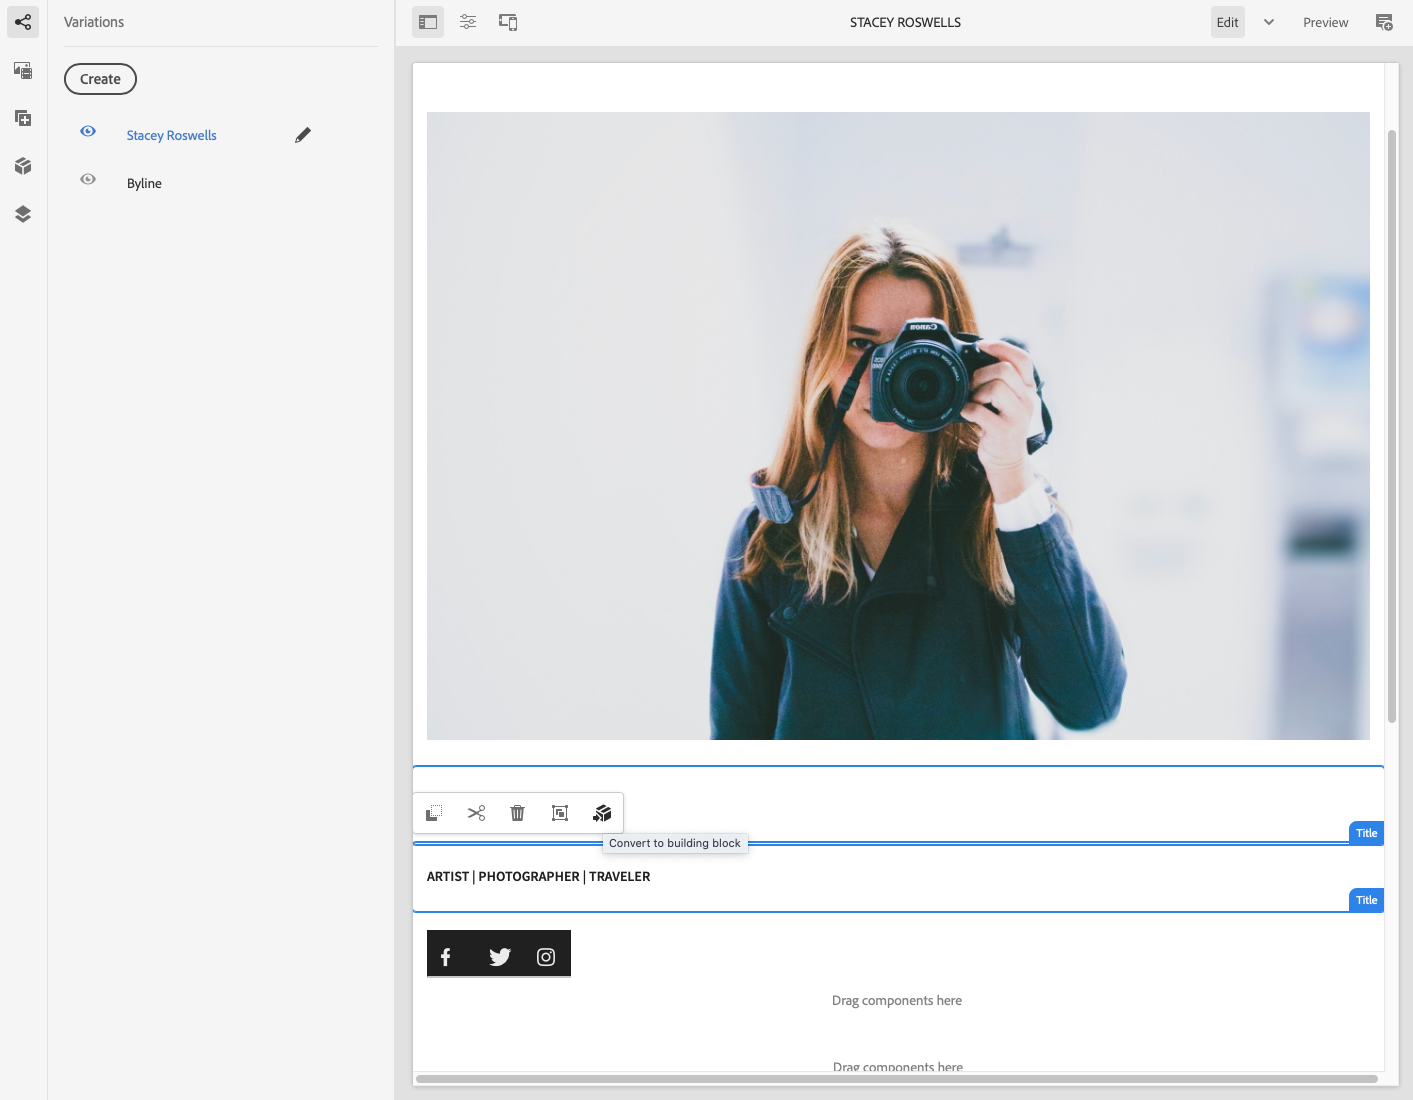 Variations
STACEY ROSWELLS
Edit
Preview
Create
Stacey Roswells
Byline
Canon
Title
Convert to building block
ARTIST | PHOTOGRAPHER | TRAVELER
Title
Drag components here
Drag components here